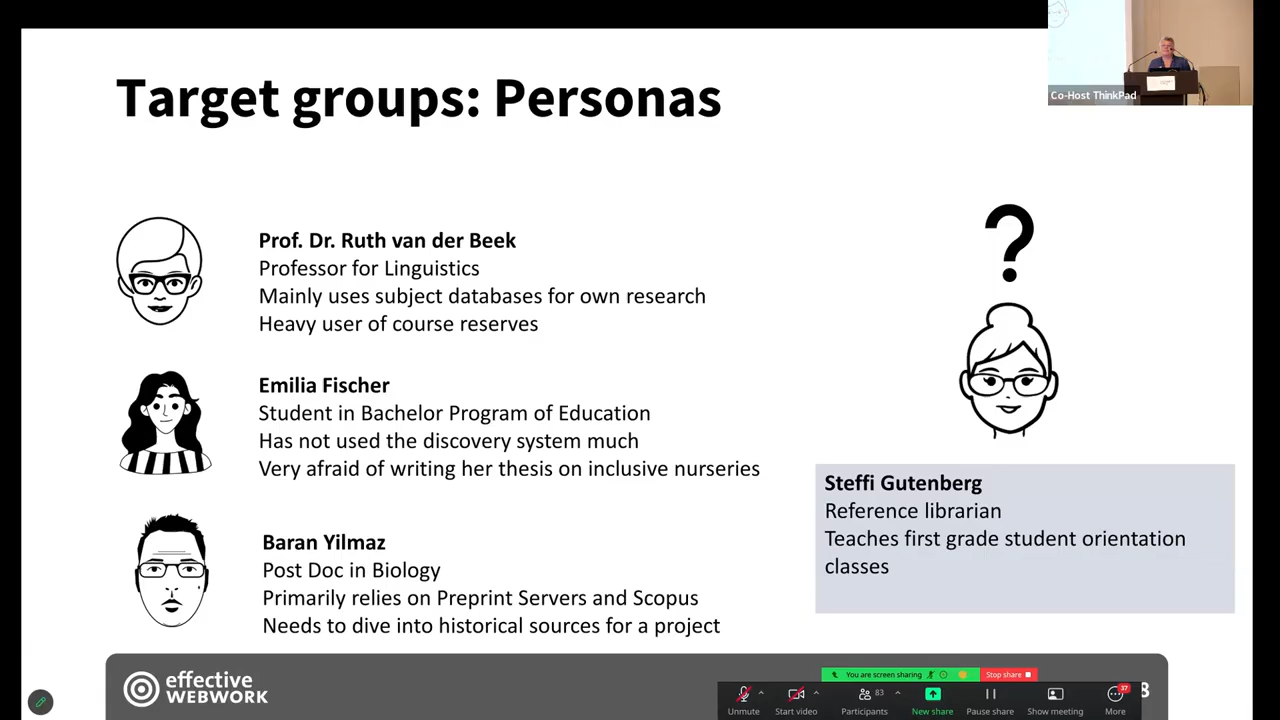 Target groups: Personas
Co-Host ThinkPad
Prof. Dr. Ruth van der Beek
Professor for Linguistics
Mainly uses subject databases for own research
Heavy user of course reserves
Emilia Fischer
Student in Bachelor Program of Education
Has not used the discovery system much
Very afraid of writing her thesis on inclusive nurseries
Baran Yilmaz
Post Doc in Biology
Primarily relies on Preprint Servers and Scopus
Needs to dive into historical sources for a project
?
Steffi Gutenberg
Reference librarian
Teaches first grade student orientation
classes
effective
WEBWORK
You are screen sharing
Stop share
8
83
37
Unmute
Start video
Participants
New share
Pause share
Show meeting
More